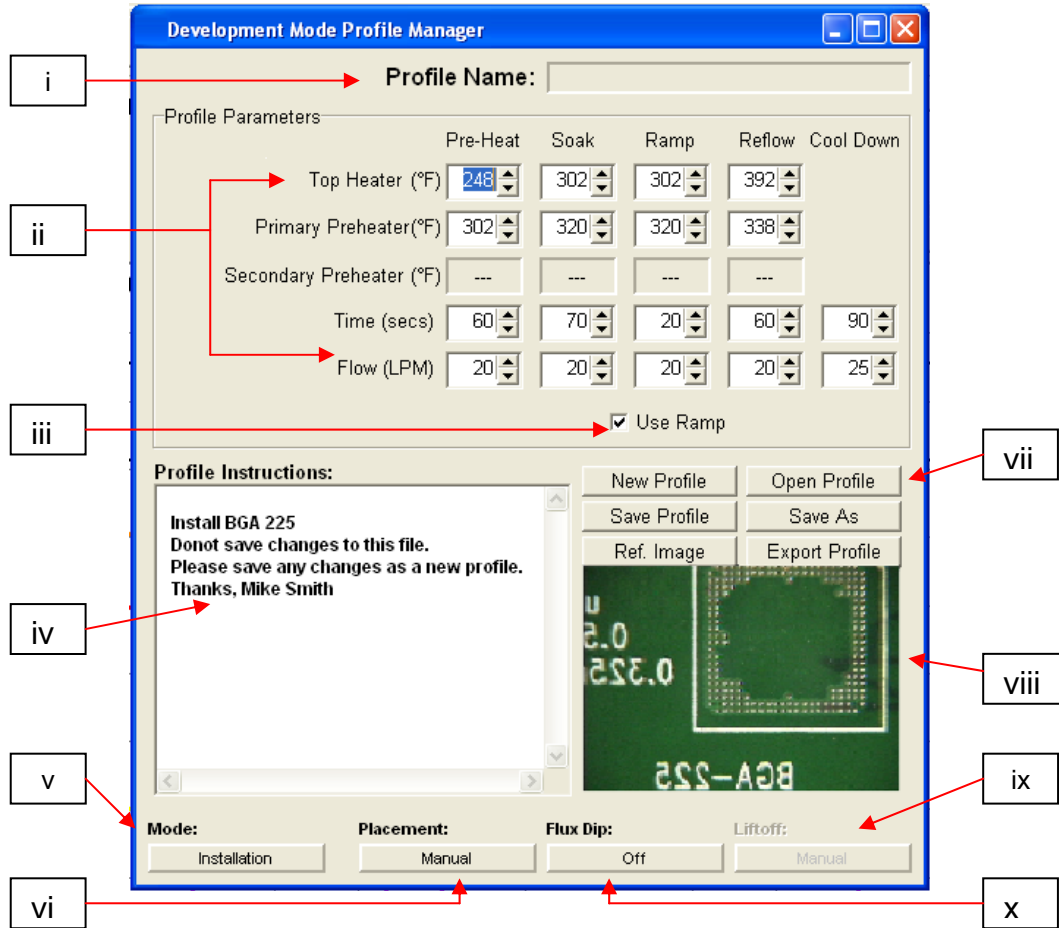 Development Mode Profile Manager
i
Profile Name:
Profile Parameters
Pre-Heat Soak Ramp Reflow Cool Down
Top Heater (°F) 248 302 302 392
ii
Primary Preheater(°F) 302 320 320 338
Secondary Preheater (°F) --- --- --- ---
Time (secs) 60 70 20 60 90
Flow (LPM) 20 20 20 20 25
iii
Use Ramp
vii
Profile Instructions:
New Profile Open Profile
Save Profile Save As
Ref. Image Export Profile
Install BGA 225
Donot save changes to this file.
Please save any changes as a new profile.
Thanks, Mike Smith
iv
u
0.5
0.325
BGA-225
viii
v
ix
Mode: Placement: Flux Dip: Liftoff:
Installation Manual Off Manual
vi
x